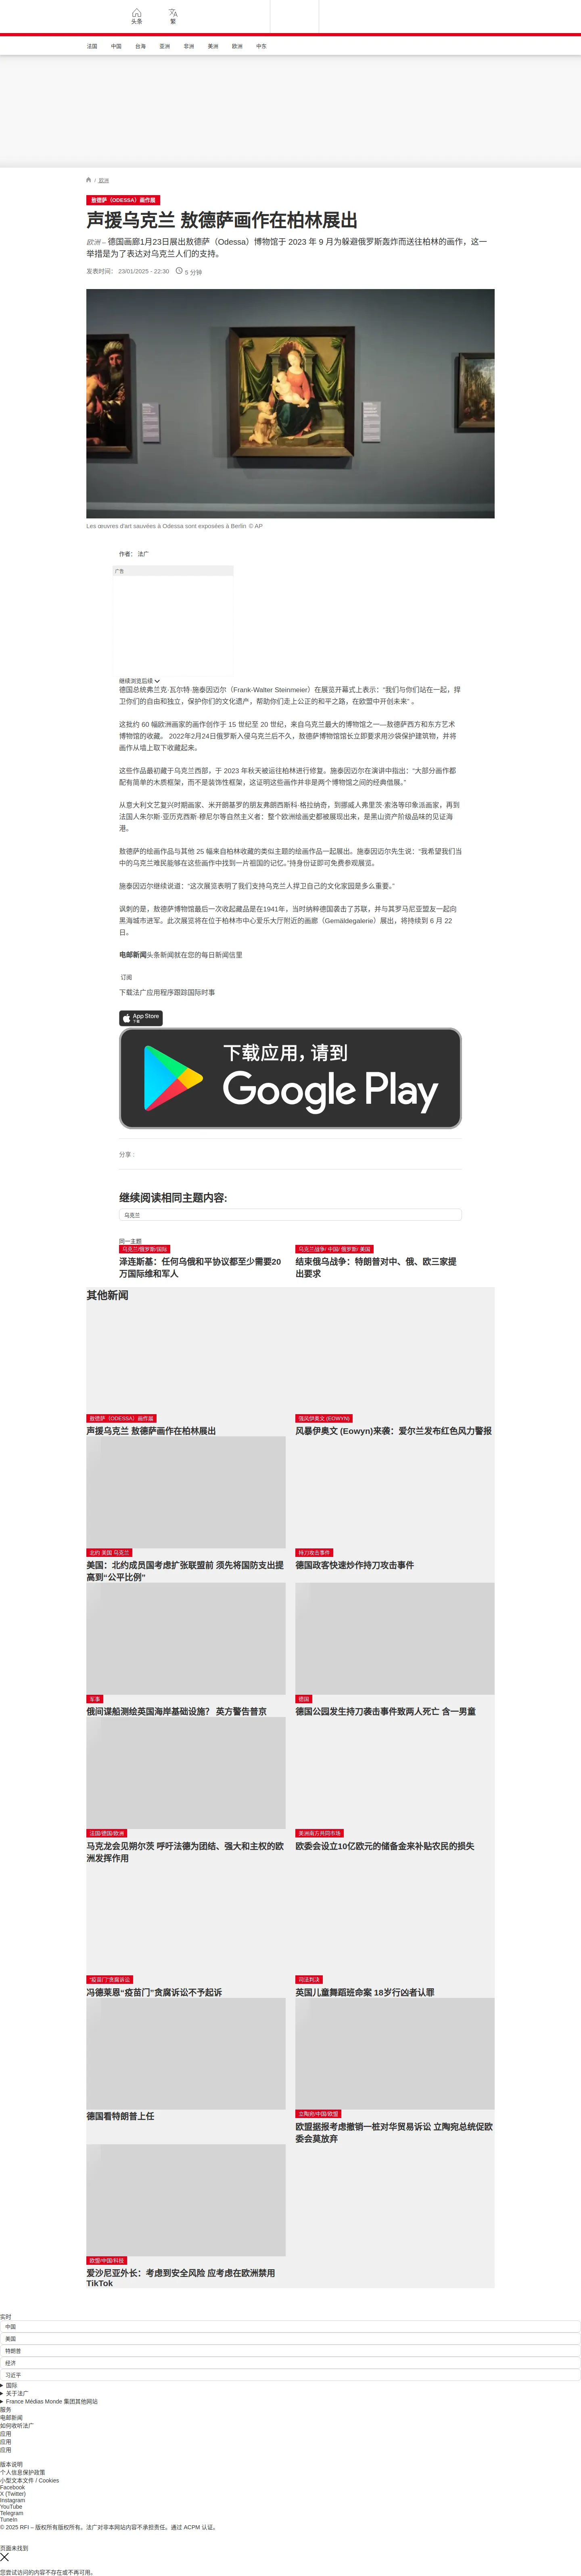 头条
繁
法国 中国 台海 亚洲 非洲 美洲 欧洲 中东
/ 欧洲
敖德萨（ODESSA）画作展
声援乌克兰 敖德萨画作在柏林展出
欧洲 – 德国画廊1月23日展出敖德萨（Odessa）博物馆于 2023 年 9 月为躲避俄罗斯轰炸而送往柏林的画作，这一
举措是为了表达对乌克兰人们的支持。
发表时间： 23/01/2025 - 22:30 5 分钟
Les œuvres d'art sauvées à Odessa sont exposées à Berlin © AP
作者： 法广
广告
继续浏览后续
德国总统弗兰克·瓦尔特·施泰因迈尔（Frank-Walter Steinmeier）在展览开幕式上表示：“我们与你们站在一起，捍
卫你们的自由和独立，保护你们的文化遗产，帮助你们走上公正的和平之路，在欧盟中开创未来” 。
这批约 60 幅欧洲画家的画作创作于 15 世纪至 20 世纪，来自乌克兰最大的博物馆之一—敖德萨西方和东方艺术
博物馆的收藏。 2022年2月24日俄罗斯入侵乌克兰后不久，敖德萨博物馆馆长立即要求用沙袋保护建筑物，并将
画作从墙上取下收藏起来。
这些作品最初藏于乌克兰西部，于 2023 年秋天被运往柏林进行修复。施泰因迈尔在演讲中指出：“大部分画作都
配有简单的木质框架，而不是装饰性框架，这证明这些画作并非是两个博物馆之间的经典借展。”
从意大利文艺复兴时期画家、米开朗基罗的朋友弗朗西斯科·格拉纳奇，到挪威人弗里茨·索洛等印象派画家，再到
法国人朱尔斯·亚历克西斯·穆尼尔等自然主义者：整个欧洲绘画史都被展现出来，是黑山资产阶级品味的见证海
港。
敖德萨的绘画作品与其他 25 幅来自柏林收藏的类似主题的绘画作品一起展出。施泰因迈尔先生说：“我希望我们当
中的乌克兰难民能够在这些画作中找到一片祖国的记忆。”持身份证即可免费参观展览。
施泰因迈尔继续说道：“这次展览表明了我们支持乌克兰人捍卫自己的文化家园是多么重要。”
讽刺的是，敖德萨博物馆最后一次收起藏品是在1941年，当时纳粹德国袭击了苏联，并与其罗马尼亚盟友一起向
黑海城市进军。此次展览将在位于柏林市中心爱乐大厅附近的画廊（Gemäldegalerie）展出，将持续到 6 月 22
日。
电邮新闻头条新闻就在您的每日新闻信里
订阅
下载法广应用程序跟踪国际时事
App Store
下载
下载应用，请到
Google Play
分享 :
继续阅读相同主题内容:
乌克兰
同一主题
乌克兰/俄罗斯/国际
泽连斯基：任何乌俄和平协议都至少需要20
万国际维和军人
乌克兰战争/ 中国/ 俄罗斯/ 美国
结束俄乌战争：特朗普对中、俄、欧三家提
出要求
其他新闻
敖德萨（ODESSA）画作展
声援乌克兰 敖德萨画作在柏林展出
强风伊奥文 (EOWYN)
风暴伊奥文 (Eowyn)来袭：爱尔兰发布红色风力警报
北约 美国 乌克兰
美国：北约成员国考虑扩张联盟前 须先将国防支出提
高到“公平比例”
持刀攻击事件
德国政客快速炒作持刀攻击事件
军事
俄间谍船测绘英国海岸基础设施？ 英方警告普京
德国
德国公园发生持刀袭击事件致两人死亡 含一男童
法国/德国/欧洲
马克龙会见朔尔茨 呼吁法德为团结、强大和主权的欧
洲发挥作用
美洲南方共同市场
欧委会设立10亿欧元的储备金来补贴农民的损失
“疫苗门”贪腐诉讼
冯德莱恩“疫苗门”贪腐诉讼不予起诉
司法判决
英国儿童舞蹈班命案 18岁行凶者认罪
德国看特朗普上任
立陶宛/中国/欧盟
欧盟据报考虑撤销一桩对华贸易诉讼 立陶宛总统促欧
委会莫放弃
欧盟/中国/科技
爱沙尼亚外长：考虑到安全风险 应考虑在欧洲禁用
TikTok
实时
中国
美国
特朗普
经济
习近平
国际
关于法广
France Médias Monde 集团其他网站
服务
电邮新闻
如何收听法广
应用
应用
应用
版本说明
个人信息保护政策
小型文本文件 / Cookies
Facebook
X (Twitter)
Instagram
YouTube
Telegram
TuneIn
© 2025 RFI – 版权所有版权所有。法广对非本网站内容不承担责任。通过 ACPM 认证。
页面未找到
您尝试访问的内容不存在或不再可用。